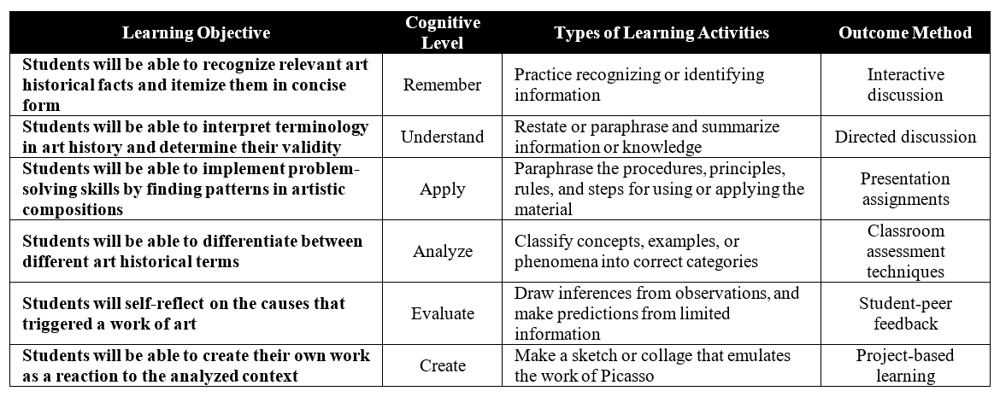 Learning Objective
Cognitive
Level
Types of Learning Activities
Outcome Method
Students will be able to recognize relevant art
historical facts and itemize them in concise
form
Remember
Practice recognizing or identifying
information
Interactive
discussion
Students will be able to interpret terminology
in art history and determine their validity
Understand
Restate or paraphrase and summarize
information or knowledge
Directed discussion
Students will be able to implement problem-
solving skills by finding patterns in artistic
compositions
Apply
Paraphrase the procedures, principles,
rules, and steps for using or applying the
material
Presentation
assignments
Students will be able to differentiate between
different art historical terms
Analyze
Classify concepts, examples, or
phenomena into correct categories
Classroom
assessment
techniques
Students will self-reflect on the causes that
triggered a work of art
Evaluate
Draw inferences from observations, and
make predictions from limited
information
Student-peer
feedback
Students will be able to create their own work
as a reaction to the analyzed context
Create
Make a sketch or collage that emulates
the work of Picasso
Project-based
learning